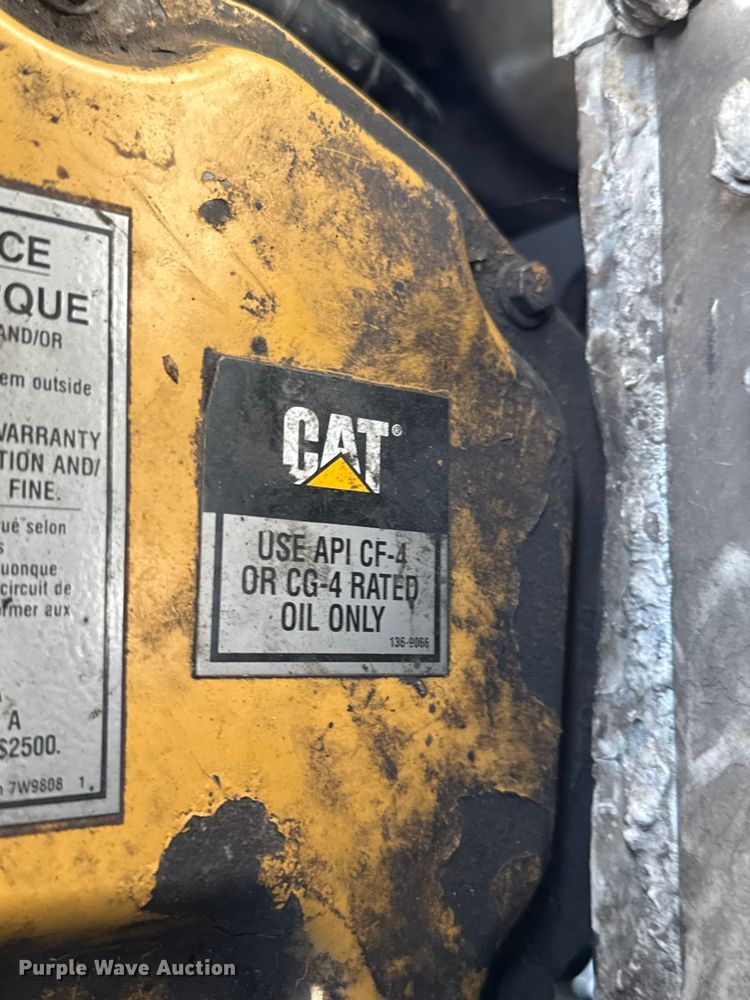 CE
QUE
AND/OR
em outside
WARRANTY
TION AND/
FINE.
ué selon
s
uonque
circuit de
rmer aux
A
$2500.
7W9808 1
CAT®
USE API CF-4
OR CG-4 RATED
OIL ONLY
136-9066
Purple Wave Auction